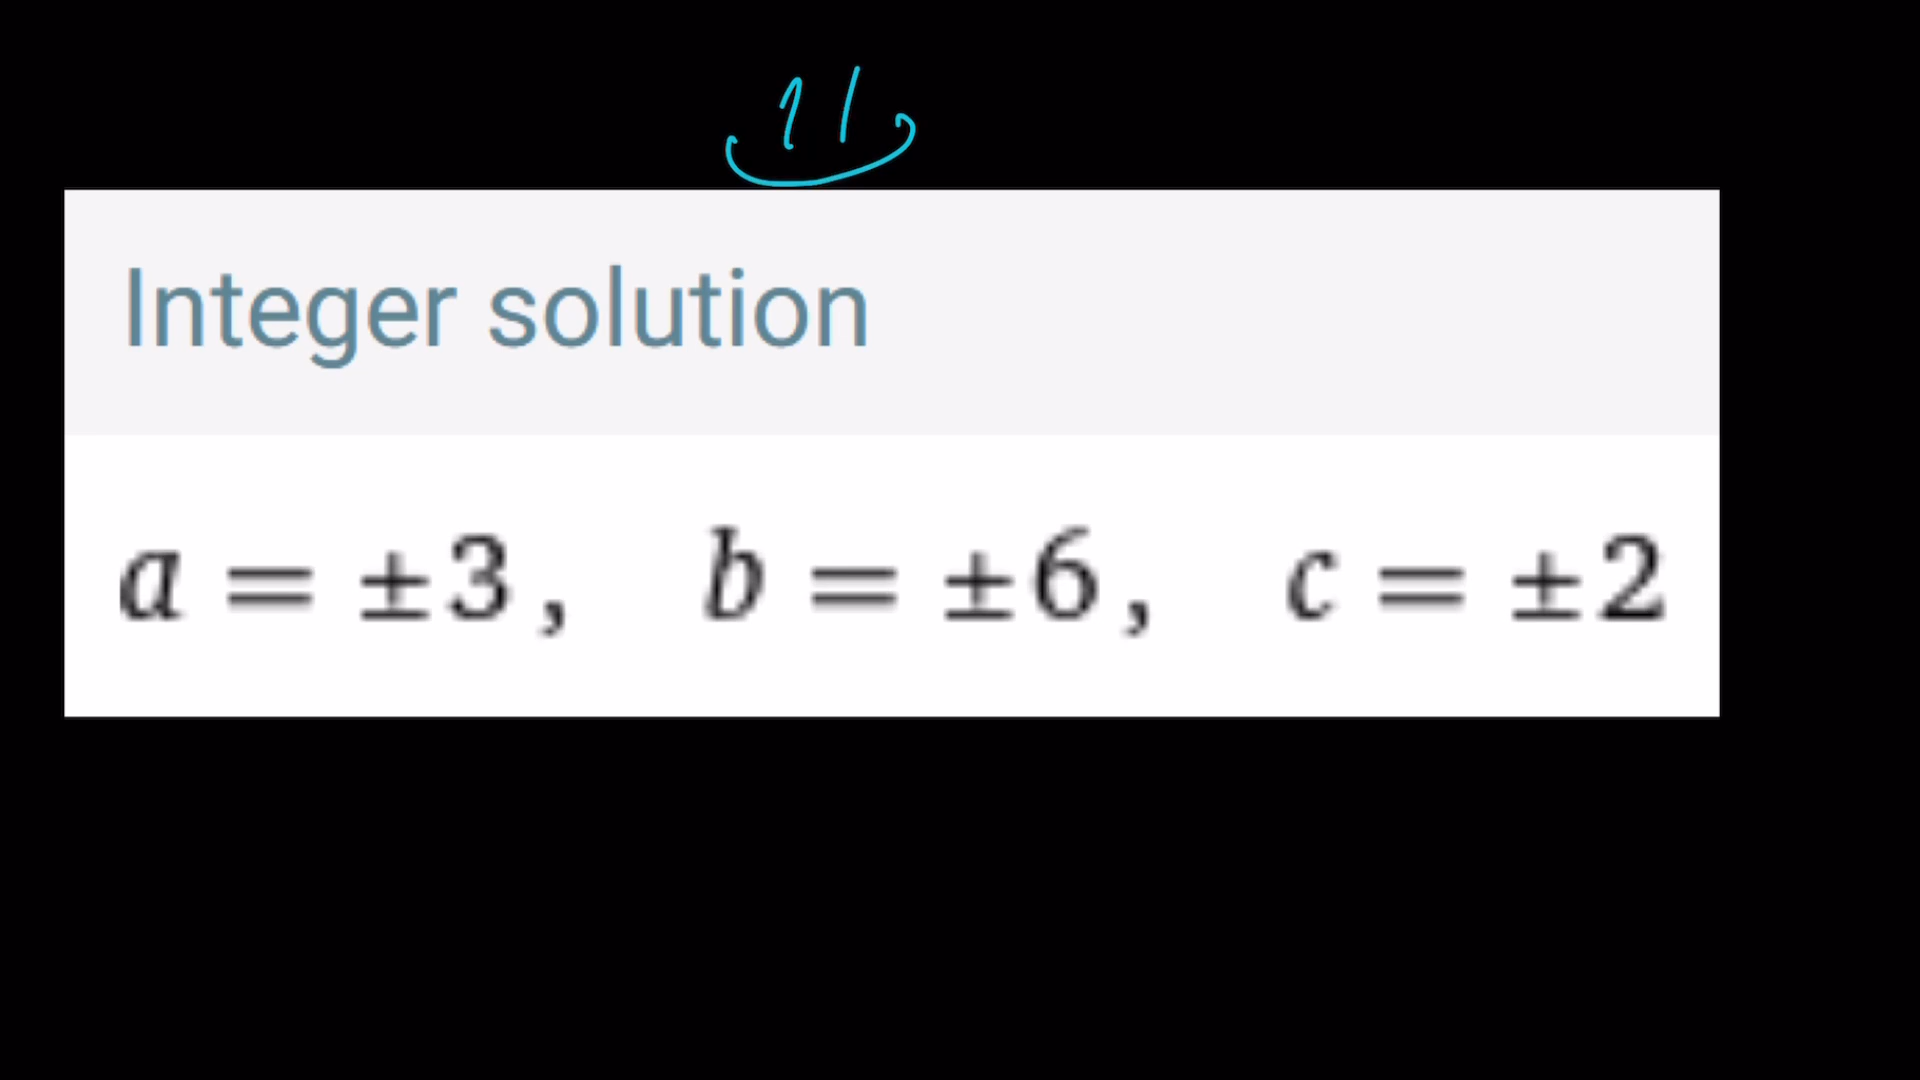 11
Integer solution
a = ±3, b = ±6, c = ±2